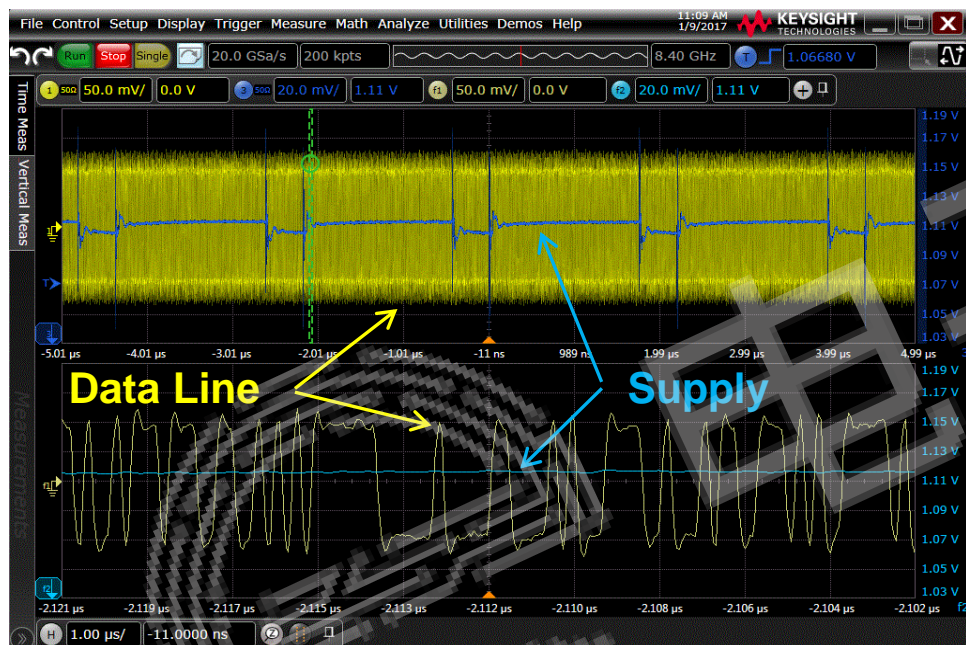 File Control Setup Display Trigger Measure Math Analyze Utilities Demos Help
11:09 AM
1/9/2017
KEYSIGHT
TECHNOLOGIES
Run Stop Single 20.0 GSa/s 200 kpts 8.40 GHz T 1.06680 V
1 50Ω 50.0 mV/ 0.0 V 3 50Ω 20.0 mV/ 1.11 V f1 50.0 mV/ 0.0 V f2 20.0 mV/ 1.11 V
Time Meas
Vertical Meas
Measurements
1.19 V
1.17 V
1.15 V
1.13 V
1.11 V
1.09 V
1.07 V
1.05 V
1.03 V
T
-5.01 µs -4.01 µs -3.01 µs -2.01 µs -1.01 µs -11 ns 989 ns 1.99 µs 2.99 µs 3.99 µs 4.99 µs
Data Line Supply
1.19 V
1.17 V
1.15 V
1.13 V
1.11 V
1.09 V
1.07 V
1.05 V
1.03 V
f1
f2
-2.121 µs -2.119 µs -2.117 µs -2.115 µs -2.113 µs -2.112 µs -2.110 µs -2.108 µs -2.106 µs -2.104 µs -2.102 µs f2
H 1.00 µs/ -11.0000 ns Z